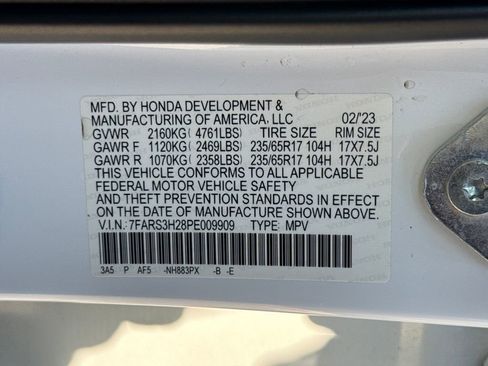 MFD. BY HONDA DEVELOPMENT &
MANUFACTURING OF AMERICA, LLC 02/'23
GVWR 2160KG( 4761LBS) TIRE SIZE RIM SIZE
GAWR F 1120KG( 2469LBS) 235/65R17 104H 17X7.5J
GAWR R 1070KG( 2358LBS) 235/65R17 104H 17X7.5J
THIS VEHICLE CONFORMS TO ALL APPLICABLE
FEDERAL MOTOR VEHICLE SAFETY
AND THEFT PREVENTION STANDARDS
IN EFFECT ON THE
DATE OF MANUFACTURE SHOWN ABOVE.
V.I.N.:7FARS3H28PE009909 TYPE: MPV
3A5 P AF5 -NH883PX -B -E